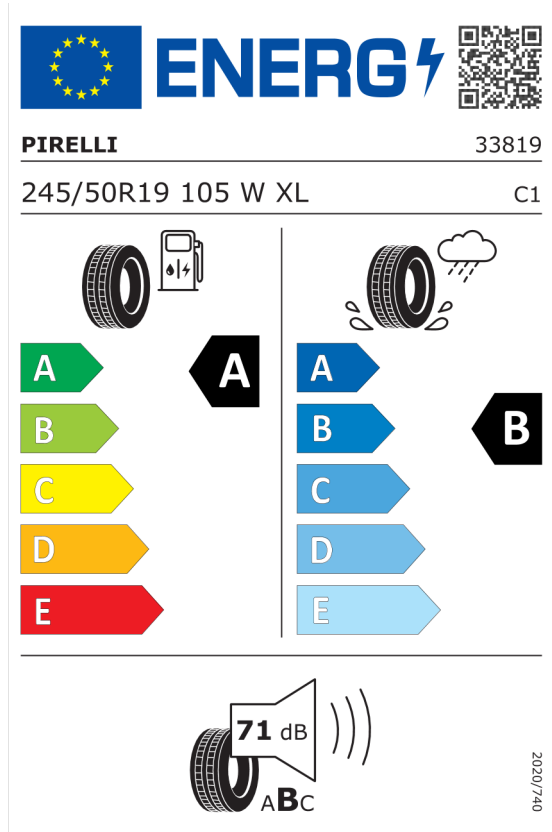 ENERG
PIRELLI 33819
245/50R19 105 W XL C1
A A A
B B B
C C
D D
E E
71 dB
ABC
2020/740